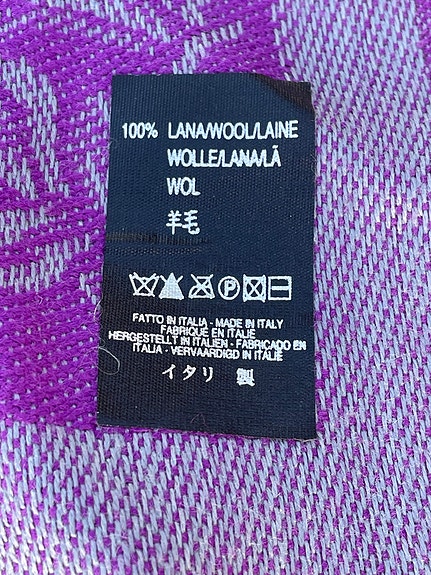 100% LANA/WOOL/LAINE
WOLLE/LANA/LÃ
WOL
羊毛
FATTO IN ITALIA - MADE IN ITALY
FABRIQUÉ EN ITALIE
HERGESTELLT IN ITALIEN - FABRICADO EN
ITALIA - VERVAARDIGD IN ITALIË
イタリ 製